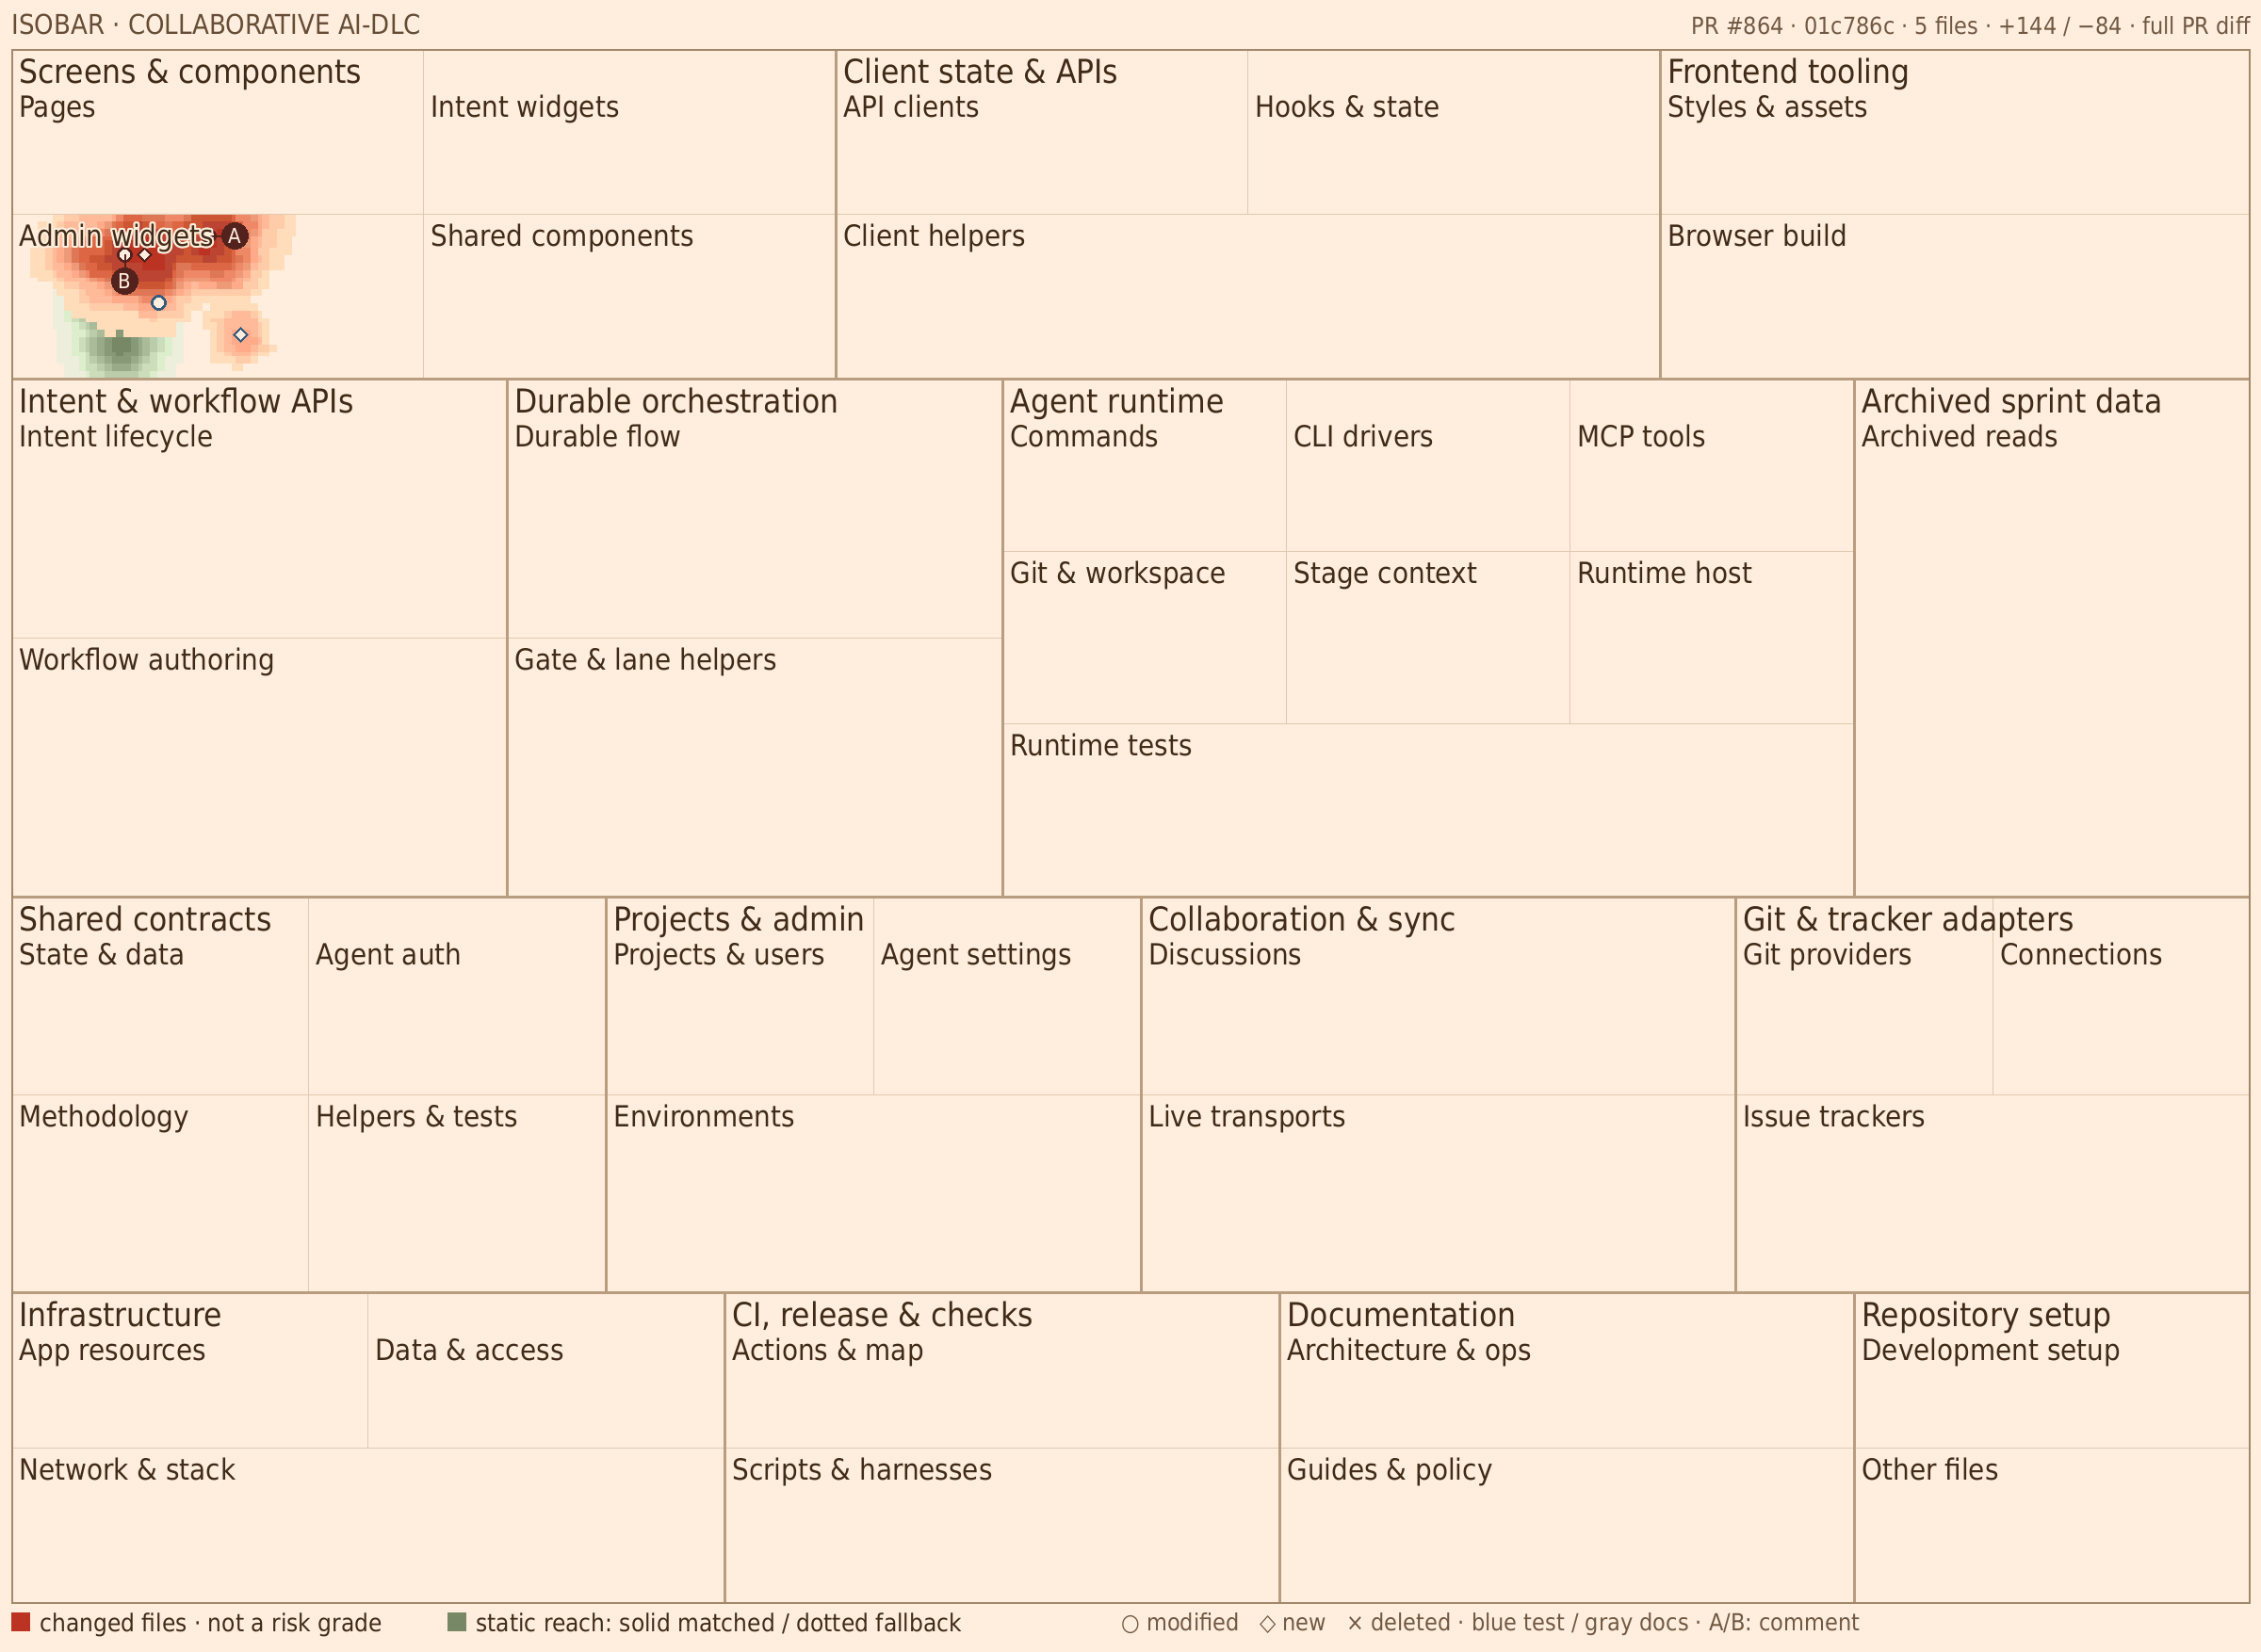 ISOBAR · COLLABORATIVE AI-DLC
PR #864 · 01c786c · 5 files · +144 / −84 · full PR diff
Screens & components
Pages
Intent widgets
Client state & APIs
API clients
Hooks & state
Frontend tooling
Styles & assets
Admin widgets
A
B
Shared components
Client helpers
Browser build
Intent & workflow APIs
Intent lifecycle
Durable orchestration
Durable flow
Agent runtime
Commands
CLI drivers
MCP tools
Archived sprint data
Archived reads
Git & workspace
Stage context
Runtime host
Workflow authoring
Gate & lane helpers
Runtime tests
Shared contracts
State & data
Agent auth
Projects & admin
Projects & users
Agent settings
Collaboration & sync
Discussions
Git & tracker adapters
Git providers
Connections
Methodology
Helpers & tests
Environments
Live transports
Issue trackers
Infrastructure
App resources
Data & access
CI, release & checks
Actions & map
Documentation
Architecture & ops
Repository setup
Development setup
Network & stack
Scripts & harnesses
Guides & policy
Other files
changed files · not a risk grade
static reach: solid matched / dotted fallback
○ modified ◇ new × deleted · blue test / gray docs · A/B: comment